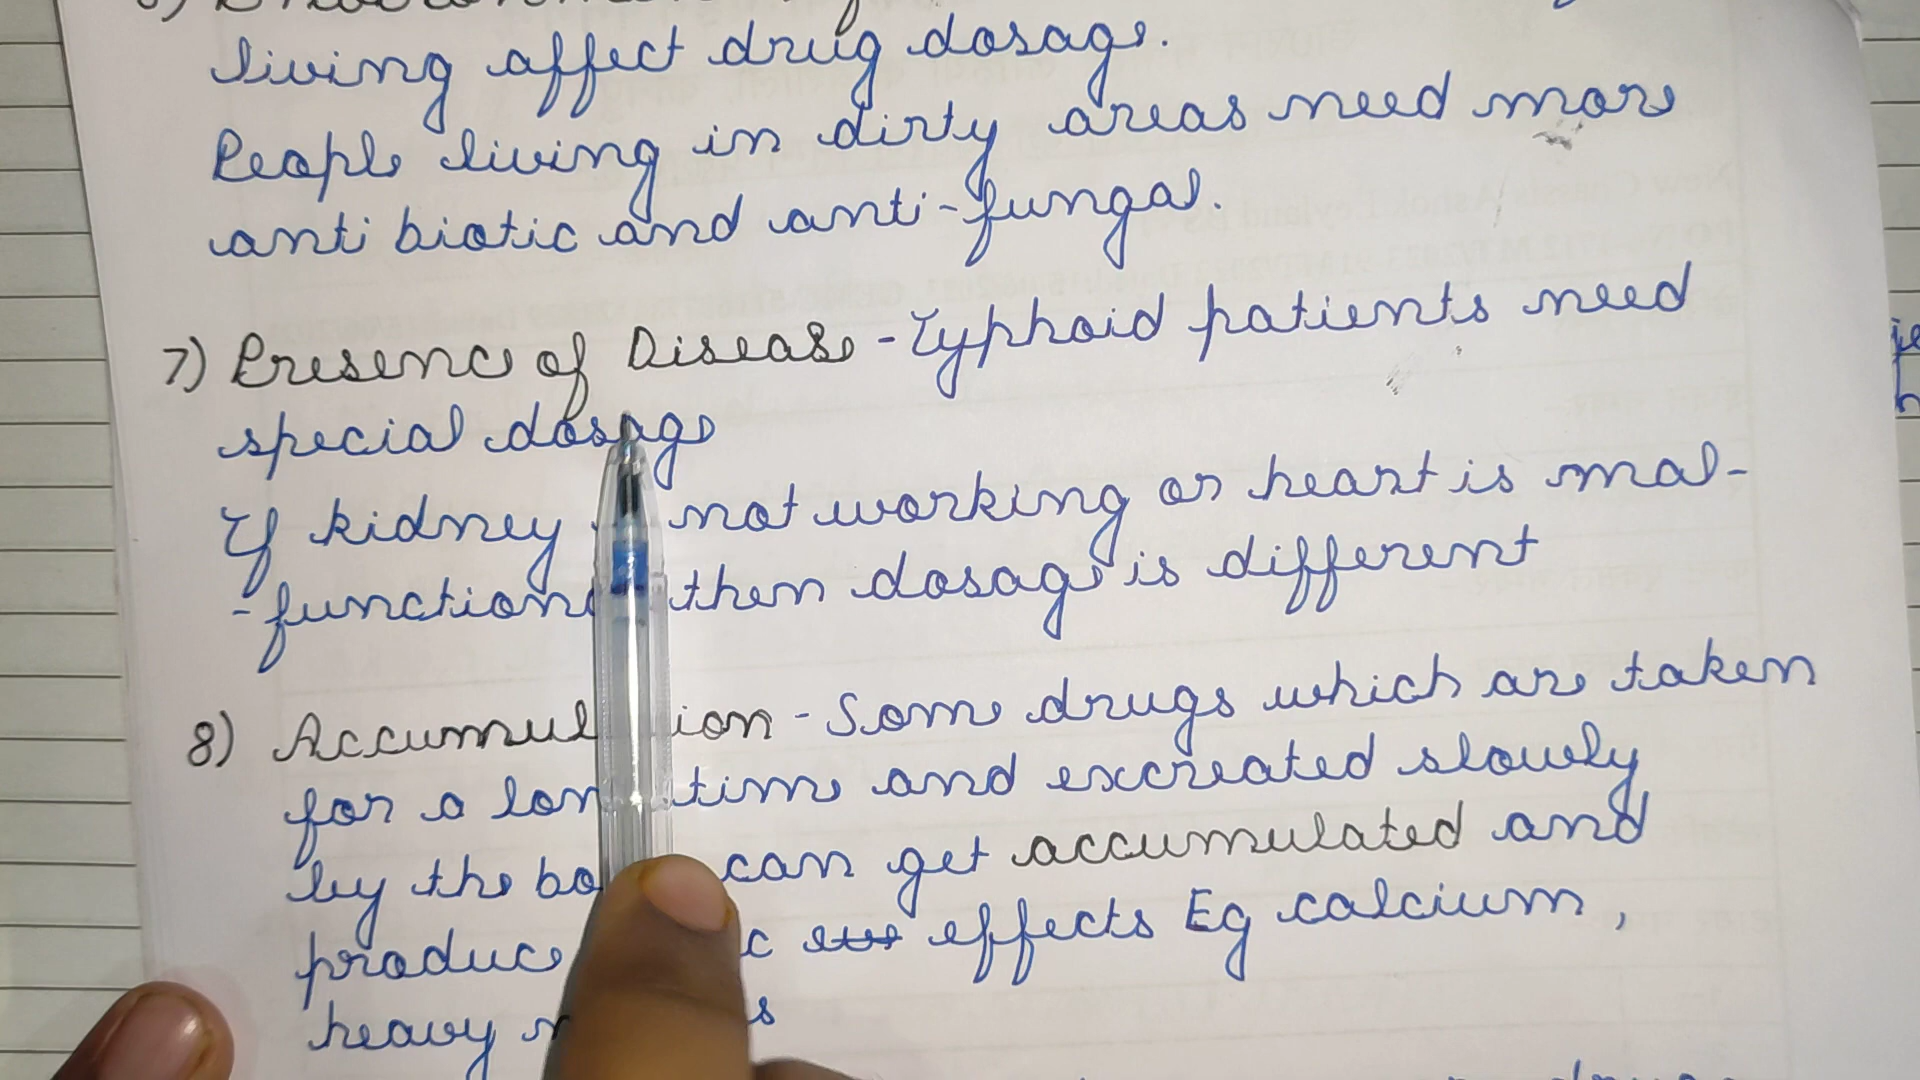 living affect drug dosage.
People living in dirty areas need more
anti biotic and anti-fungal.
7) Presence of Disease - Typhoid patients need
special dosage
If kidney not working or heart is mal-
-functiong then dosage is different
8) Accumul ion - Some drugs which are taken
for a lon time and excreated slowly
by the bo can get accumulated and
produce c effects Eg calcium,
heavy